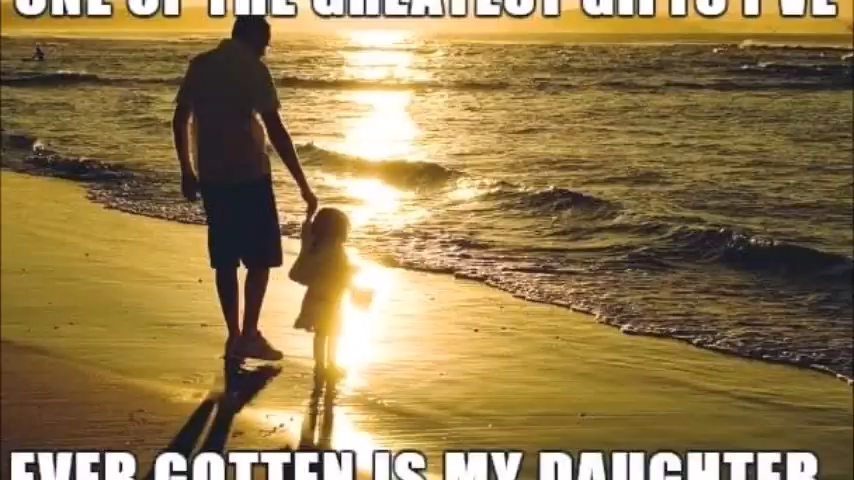 ONE OF THE GREATEST GIFTS I'VE
EVER GOTTEN IS MY DAUGHTER